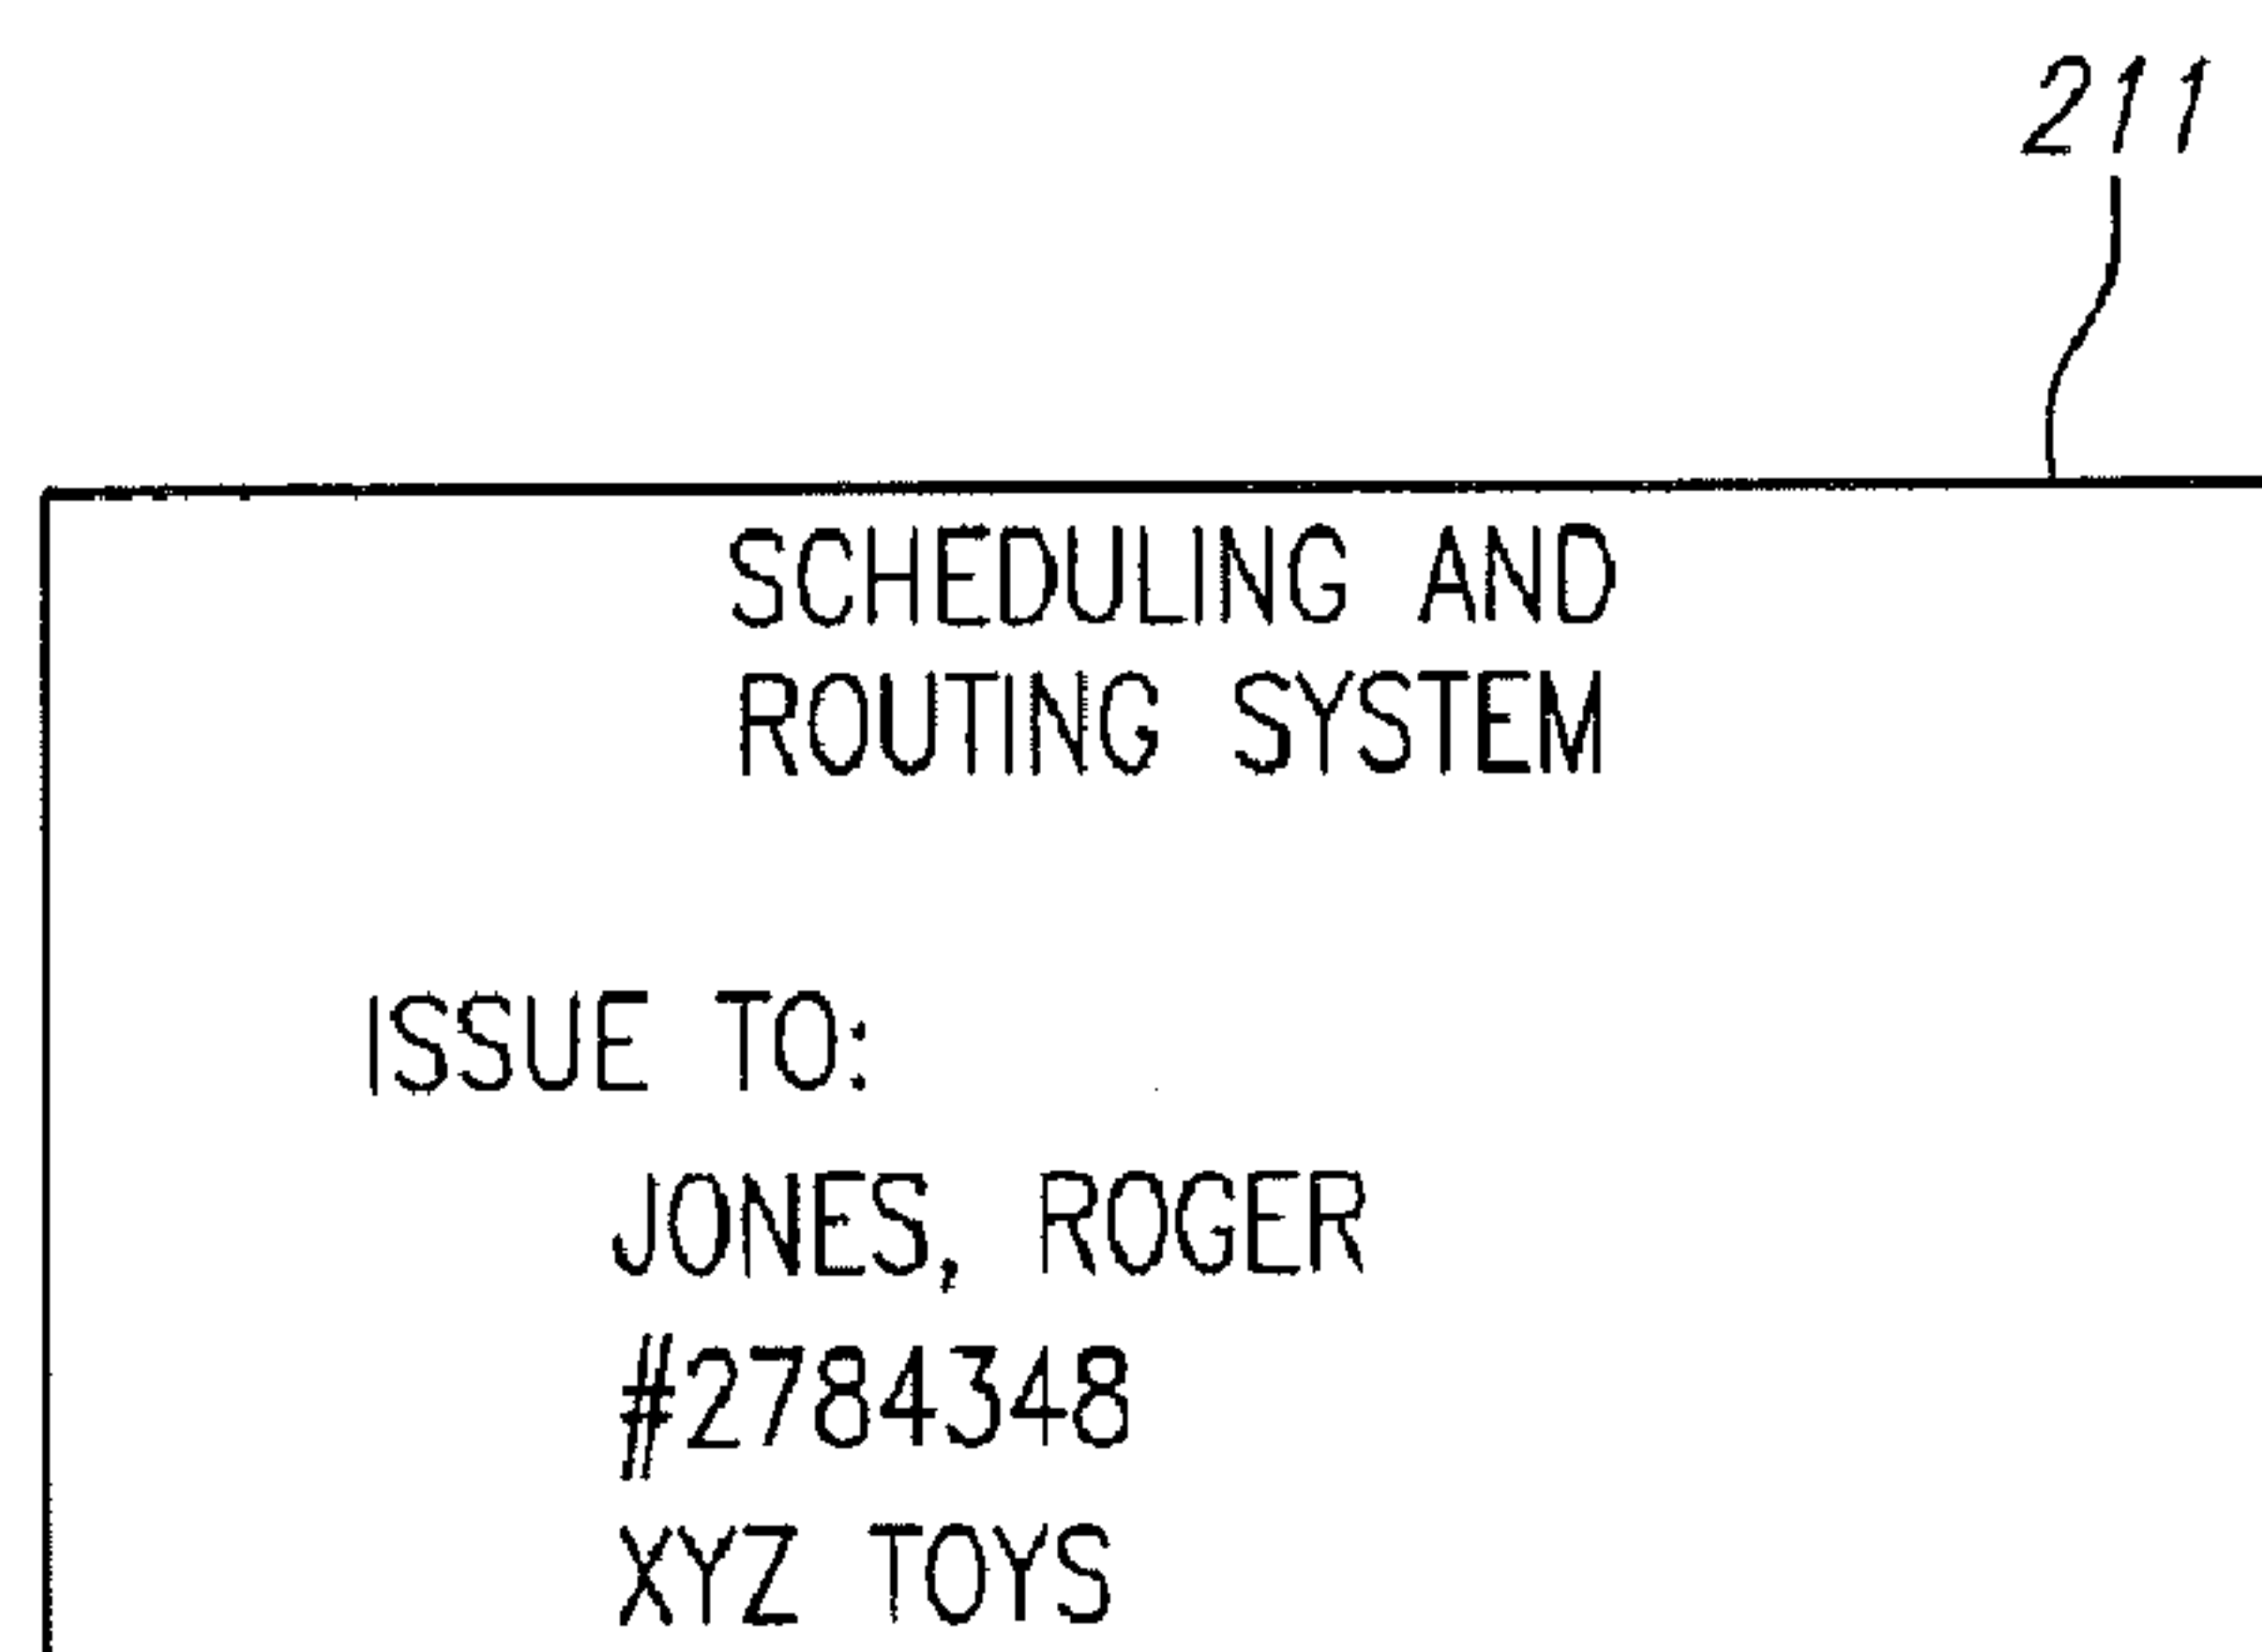 211
SCHEDULING AND
ROUTING SYSTEM
ISSUE TO:
JONES, ROGER
#2784348
XYZ TOYS